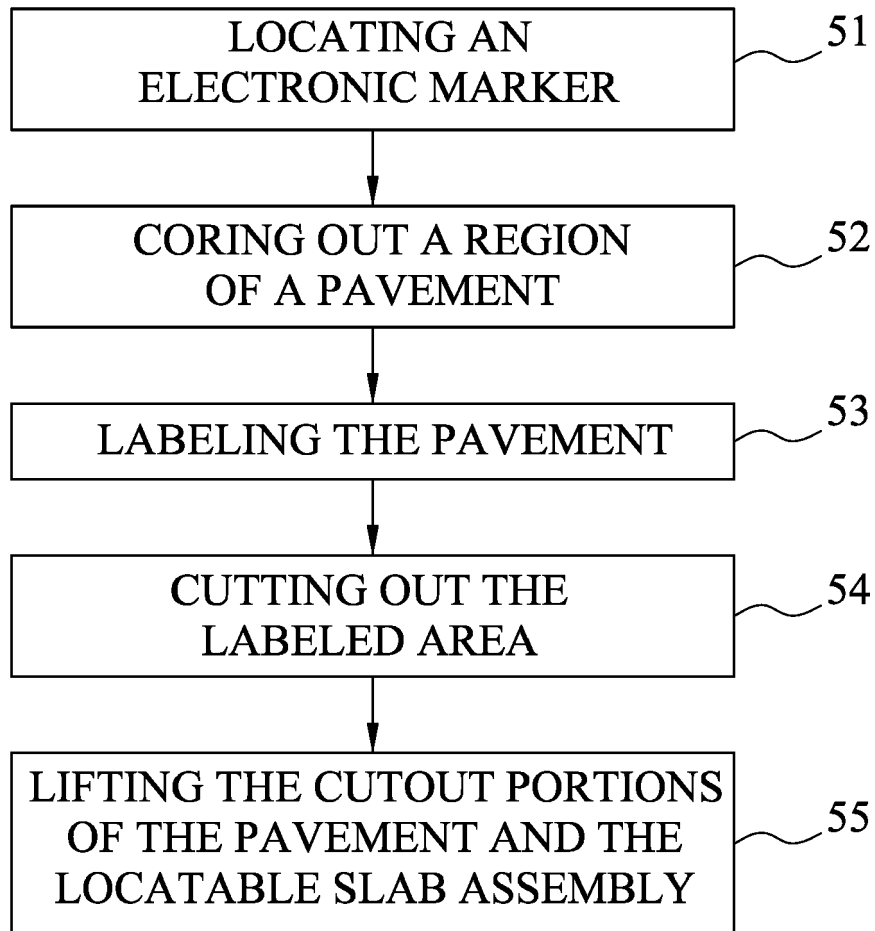 LOCATING AN
ELECTRONIC MARKER
51
CORING OUT A REGION
OF A PAVEMENT
52
LABELING THE PAVEMENT
53
CUTTING OUT THE
LABELED AREA
54
LIFTING THE CUTOUT PORTIONS
OF THE PAVEMENT AND THE
LOCATABLE SLAB ASSEMBLY
55